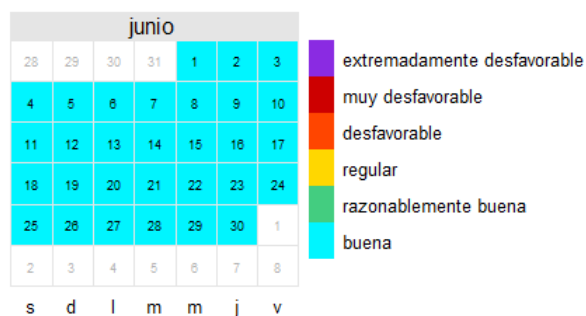 junio
28 29 30 31 1 2 3
4 5 6 7 8 9 10
11 12 13 14 15 16 17
18 19 20 21 22 23 24
25 26 27 28 29 30 1
2 3 4 5 6 7 8
s d l m m j v
extremadamente desfavorable
muy desfavorable
desfavorable
regular
razonablemente buena
buena